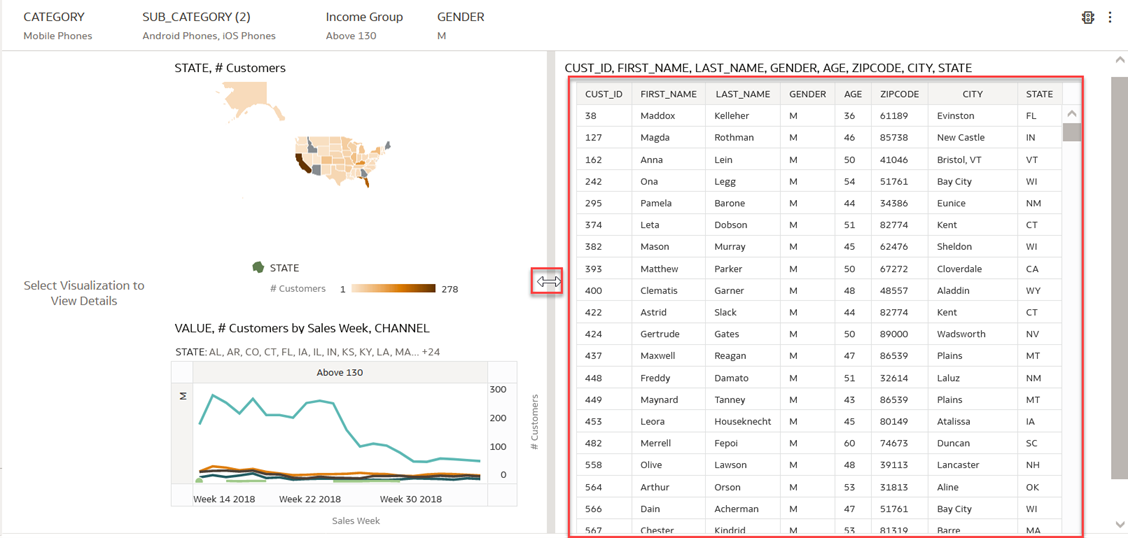 CATEGORY SUB_CATEGORY (2) Income Group GENDER
Mobile Phones Android Phones, iOS Phones Above 130 M
STATE, # Customers
STATE
# Customers 1 278
Select Visualization to
View Details
VALUE, # Customers by Sales Week, CHANNEL
STATE: AL, AR, CO, CT, FL, IA, IL, IN, KS, KY, LA, MA... +24
Above 130
M
300
200
100
0
# Customers
Week 14 2018 Week 22 2018 Week 30 2018
Sales Week
CUST_ID, FIRST_NAME, LAST_NAME, GENDER, AGE, ZIPCODE, CITY, STATE
CUST_ID FIRST_NAME LAST_NAME GENDER AGE ZIPCODE CITY STATE
38 Maddox Kelleher M 36 61189 Evinston FL
127 Magda Rothman M 46 85738 New Castle IN
162 Anna Lein M 50 41046 Bristol, VT VT
242 Ona Legg M 54 51761 Bay City WI
295 Pamela Barone M 44 34386 Eunice NM
374 Leta Dobson M 51 82774 Kent CT
382 Mason Murray M 45 62476 Sheldon WI
393 Matthew Parker M 50 67272 Cloverdale CA
400 Clematis Garner M 48 48557 Aladdin WY
422 Astrid Slack M 44 82774 Kent CT
424 Gertrude Gates M 50 89000 Wadsworth NV
437 Maxwell Reagan M 47 86539 Plains MT
448 Freddy Damato M 51 32614 Laluz NM
449 Maynard Tanney M 43 86539 Plains MT
453 Leora Houseknecht M 45 80149 Atalissa IA
482 Merrell Fepoi M 60 74673 Duncan SC
558 Olive Lawson M 48 39113 Lancaster NH
564 Arthur Orson M 53 31813 Aline OK
566 Dain Acherman M 47 51761 Bay City WI
567 Chester Kindrid M 53 81319 Barre MA